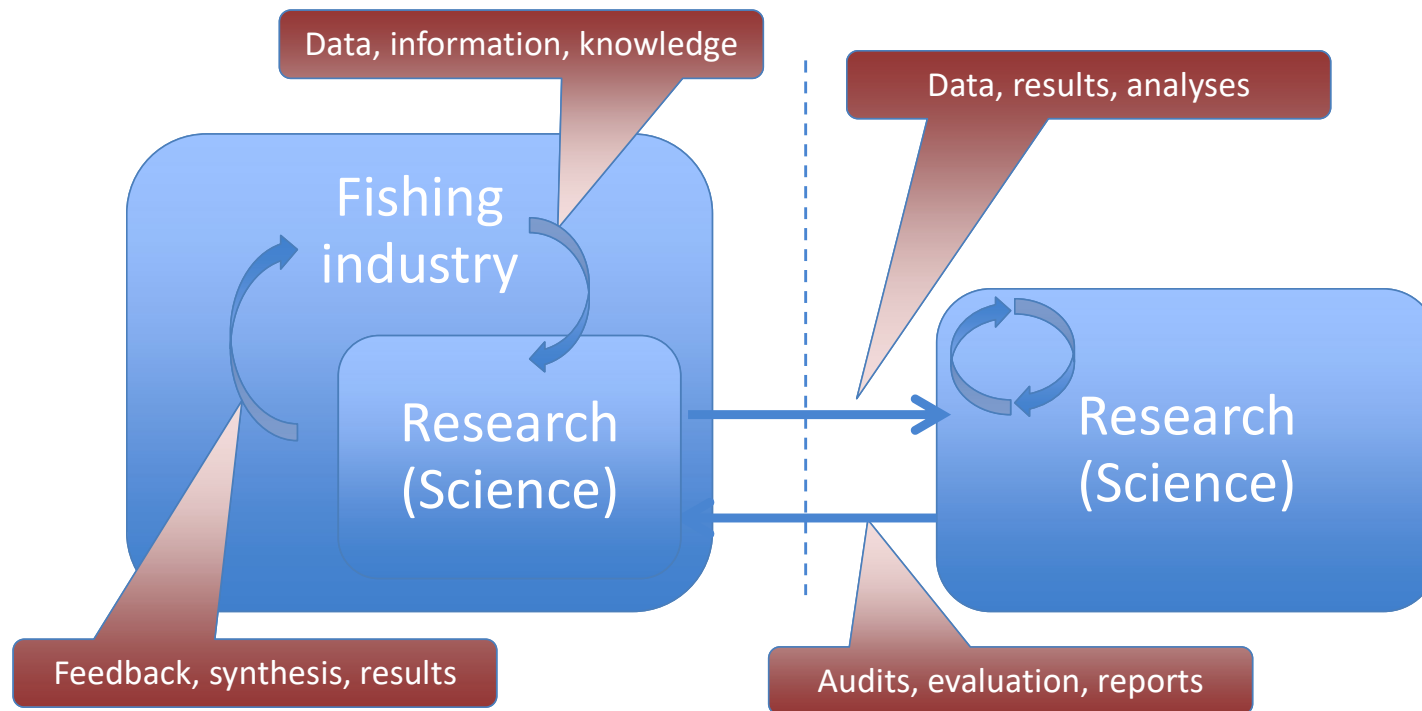 Data, information, knowledge
Data, results, analyses
Fishing
industry
Research
(Science)
Research
(Science)
Feedback, synthesis, results
Audits, evaluation, reports